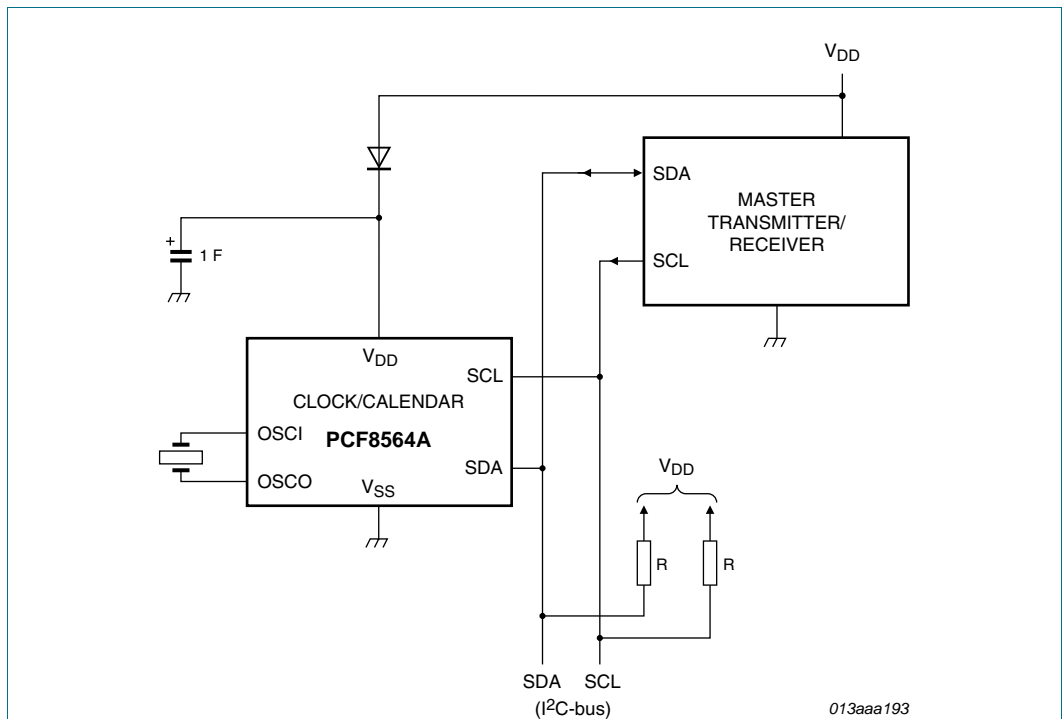 VDD
SDA
MASTER
TRANSMITTER/
RECEIVER
SCL
+
1 F
VDD
SCL
CLOCK/CALENDAR
PCF8564A
OSCI
OSCO
SDA
VSS
VDD
R
R
SDA SCL
(I²C-bus)
013aaa193